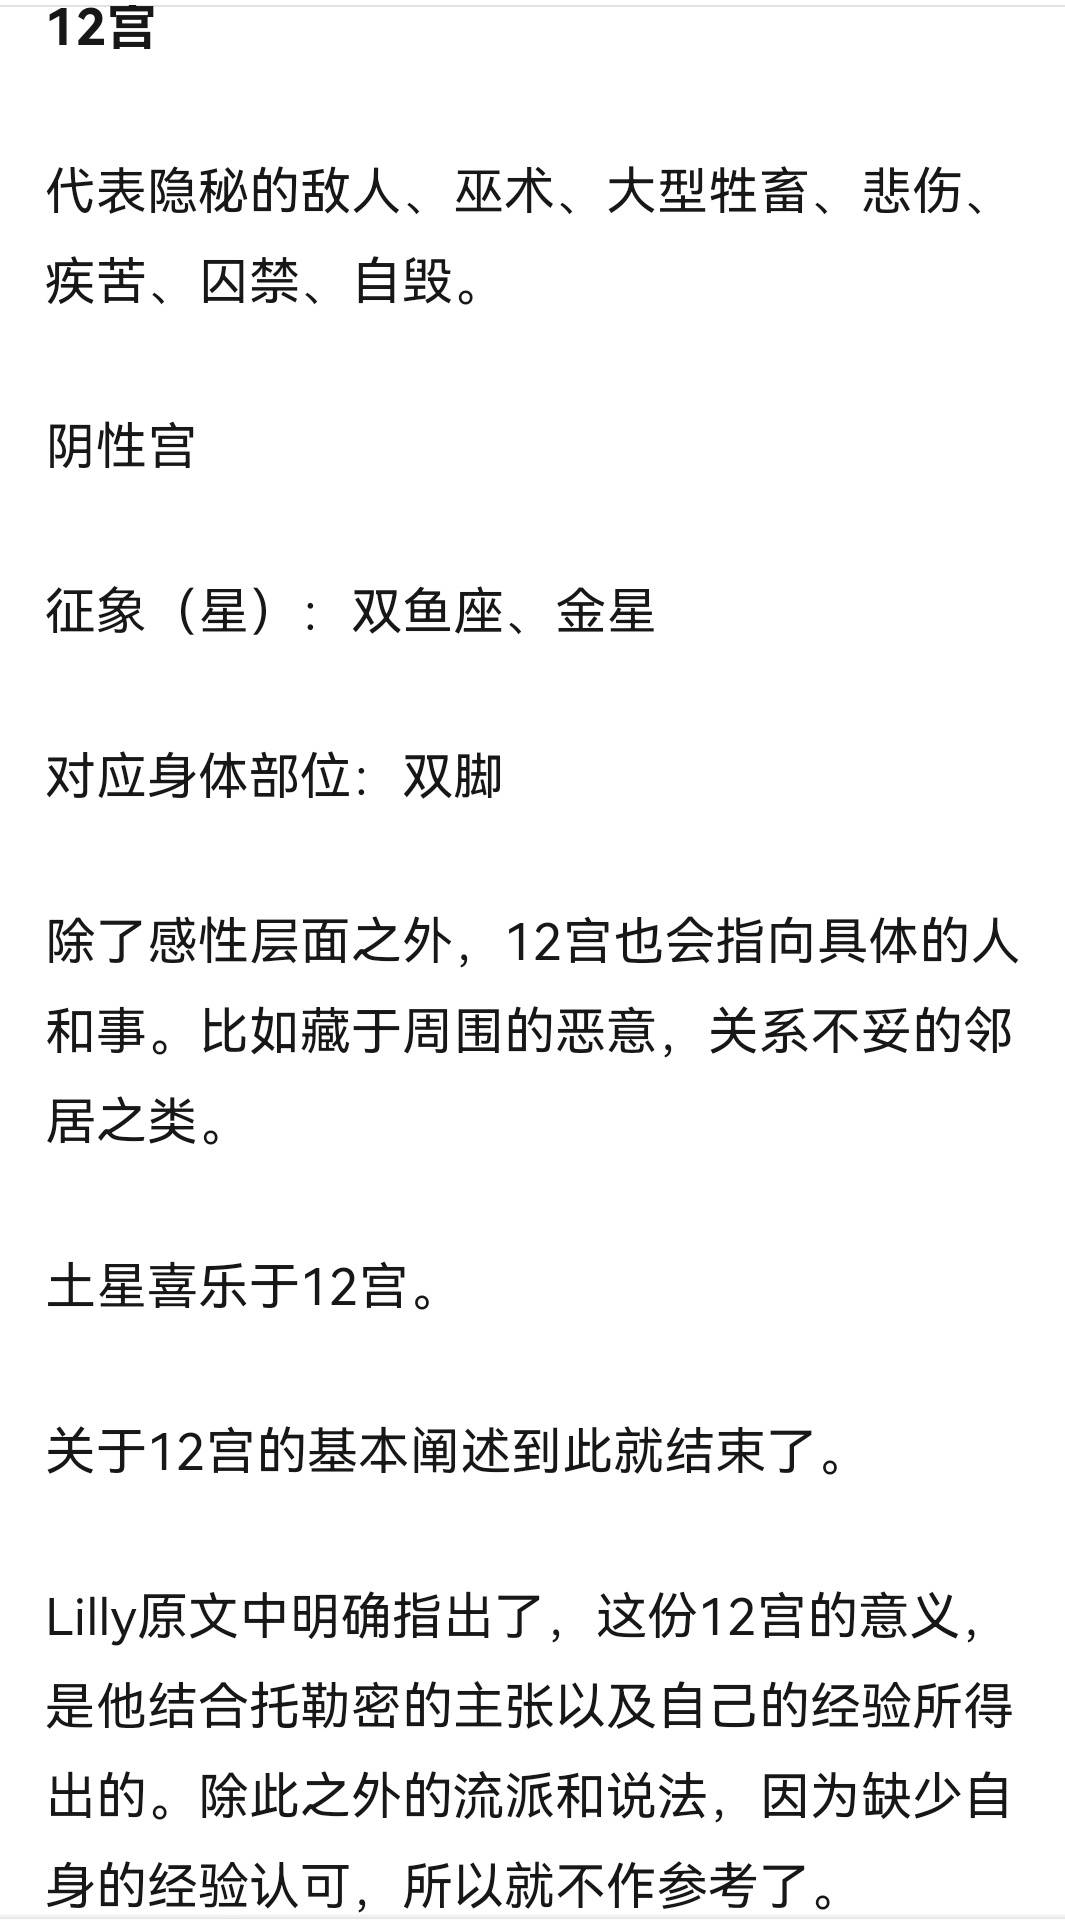 12宫
代表隐秘的敌人、巫术、大型牲畜、悲伤、
疾苦、囚禁、自毁。
阴性宫
征象（星）：双鱼座、金星
对应身体部位：双脚
除了感性层面之外，12宫也会指向具体的人
和事。比如藏于周围的恶意，关系不妥的邻
居之类。
土星喜乐于12宫。
关于12宫的基本阐述到此就结束了。
Lilly原文中明确指出了，这份12宫的意义，
是他结合托勒密的主张以及自己的经验所得
出的。除此之外的流派和说法，因为缺少自
身的经验认可，所以就不作参考了。